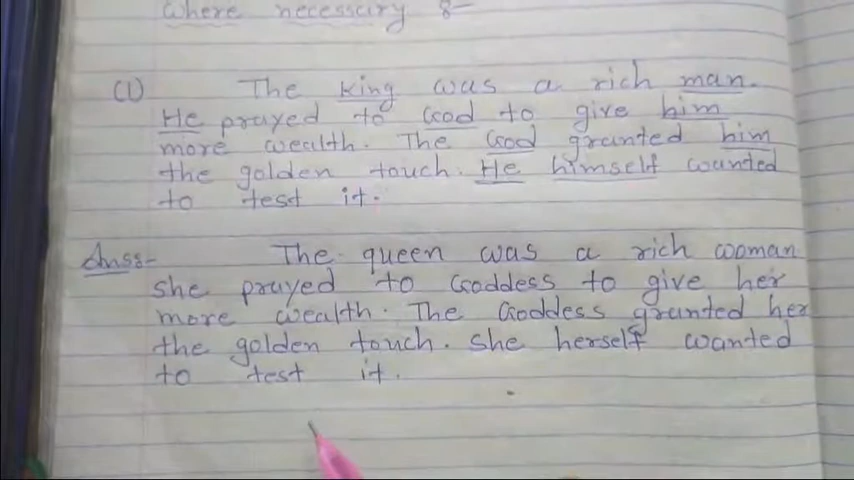 where necessary :-
(1) The King was a rich man.
He prayed to God to give him
more wealth. The God granted him
the golden touch. He himself wanted
to test it.
Ans:- The queen was a rich woman
she prayed to Goddess to give her
more wealth. The Goddess granted her
the golden touch. She herself wanted
to test it.